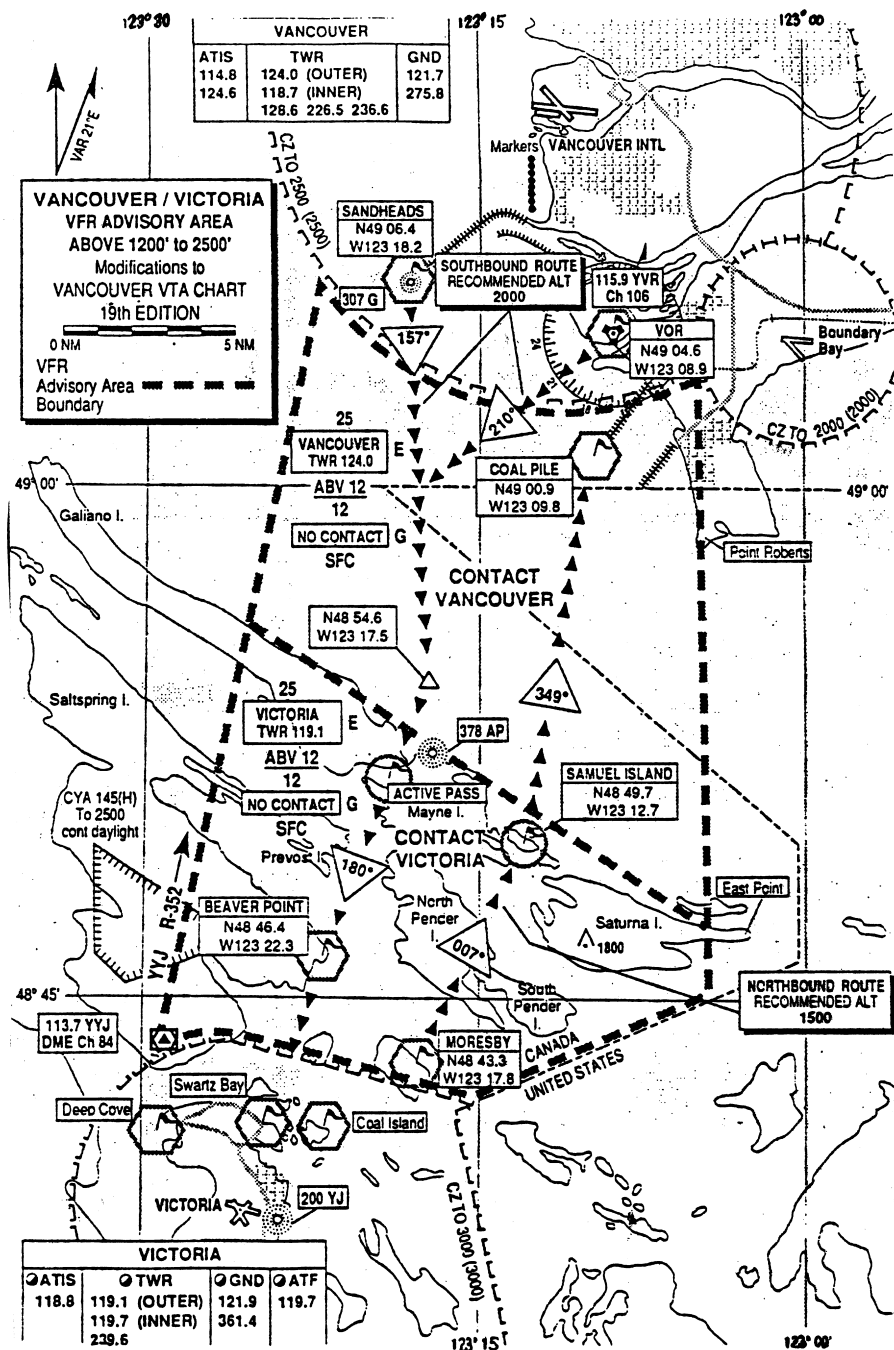 123° 30
123° 15
123° 00
VANCOUVER
ATIS TWR GND
114.8 124.0 (OUTER) 121.7
124.6 118.7 (INNER) 275.8
128.6 226.5 236.6
VAR 21°E
CZ TO 2500 (2500)
Markers
VANCOUVER INTL
VANCOUVER / VICTORIA
VFR ADVISORY AREA
ABOVE 1200' to 2500'
Modifications to
VANCOUVER VTA CHART
19th EDITION
0 NM 5 NM
VFR
Advisory Area
Boundary
SANDHEADS
N49 06.4
W123 18.2
SOUTHBOUND ROUTE
RECOMMENDED ALT
2000
115.9 YVR
Ch 106
307 G
157°
VOR
N49 04.6
W123 08.9
Boundary
Bay
24
21
210°
CZ TO 2000 (2000)
25
VANCOUVER
TWR 124.0
E
COAL PILE
N49 00.9
W123 09.8
49° 00
ABV 12
12
49° 00
NO CONTACT
G
SFC
Galiano I.
Point Roberts
CONTACT
VANCOUVER
N48 54.6
W123 17.5
349°
Saltspring I.
25
VICTORIA
TWR 119.1
E
ABV 12
12
NO CONTACT
G
SFC
378 AP
ACTIVE PASS
Mayne I.
SAMUEL ISLAND
N48 49.7
W123 12.7
CYA 145(H)
To 2500
cont daylight
CONTACT
VICTORIA
Prevost I.
180°
YYJ R-352
BEAVER POINT
N48 46.4
W123 22.3
North
Pender
I.
007°
East Point
Saturna I.
1800
48° 45
South
Pender
I.
NORTHBOUND ROUTE
RECOMMENDED ALT
1500
113.7 YYJ
DME Ch 84
MORESBY
N48 43.3
W123 17.8
CANADA
UNITED STATES
Swartz Bay
Deep Cove
Coal Island
VICTORIA
200 YJ
CZ TO 3000 (3000)
VICTORIA
ATIS TWR GND ATF
118.8 119.1 (OUTER) 121.9 119.7
119.7 (INNER) 361.4
239.6
123° 15
122° 00